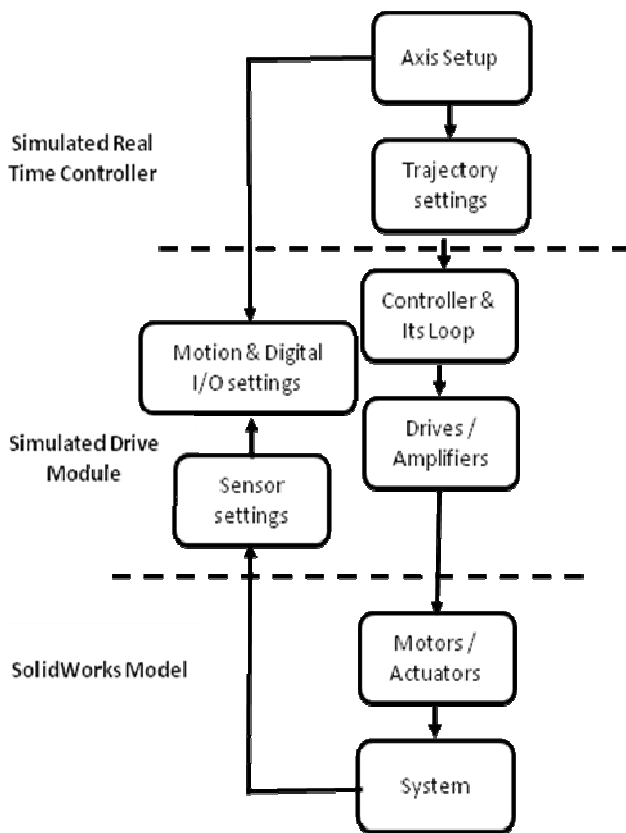 Axis Setup
Simulated Real
Time Controller
Trajectory
settings
Controller &
Its Loop
Motion & Digital
I/O settings
Drives /
Amplifiers
Simulated Drive
Module
Sensor
settings
Motors /
Actuators
SolidWorks Model
System